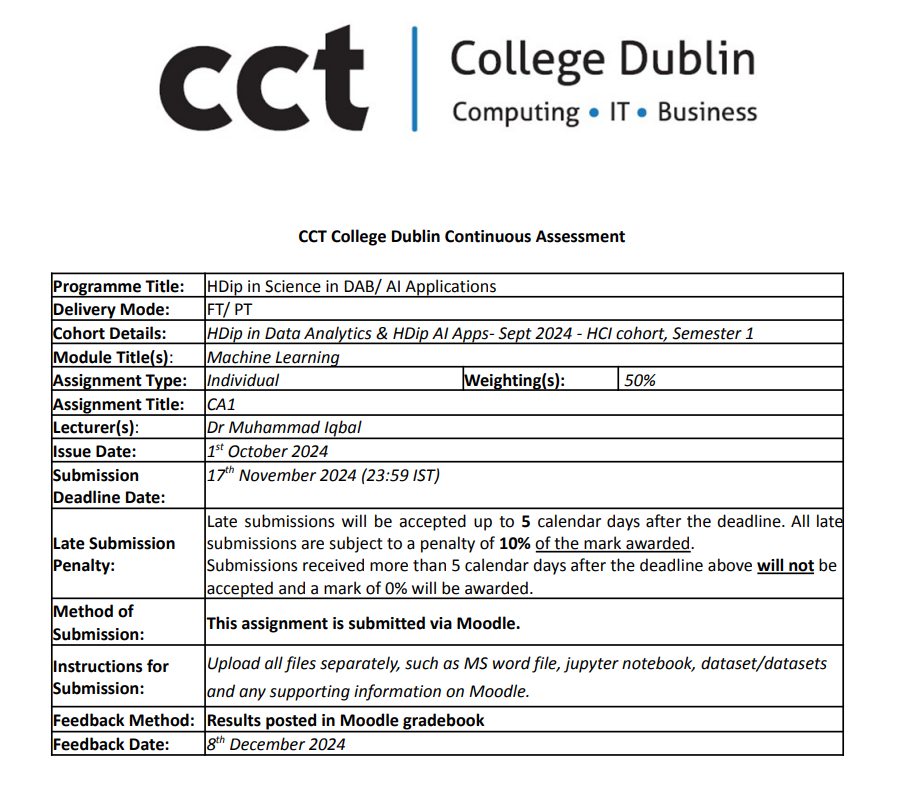 cct
College Dublin
Computing • IT • Business
CCT College Dublin Continuous Assessment
Programme Title: HDip in Science in DAB/ AI Applications
Delivery Mode: FT/ PT
Cohort Details: HDip in Data Analytics & HDip AI Apps- Sept 2024 - HCI cohort, Semester 1
Module Title(s): Machine Learning
Assignment Type: Individual Weighting(s): 50%
Assignment Title: CA1
Lecturer(s): Dr Muhammad Iqbal
Issue Date: 1st October 2024
Submission
Deadline Date:
17th November 2024 (23:59 IST)
Late Submission
Penalty:
Late submissions will be accepted up to 5 calendar days after the deadline. All late
submissions are subject to a penalty of 10% of the mark awarded.
Submissions received more than 5 calendar days after the deadline above will not be
accepted and a mark of 0% will be awarded.
Method of
Submission:
This assignment is submitted via Moodle.
Instructions for
Submission:
Upload all files separately, such as MS word file, jupyter notebook, dataset/datasets
and any supporting information on Moodle.
Feedback Method: Results posted in Moodle gradebook
Feedback Date: 8th December 2024